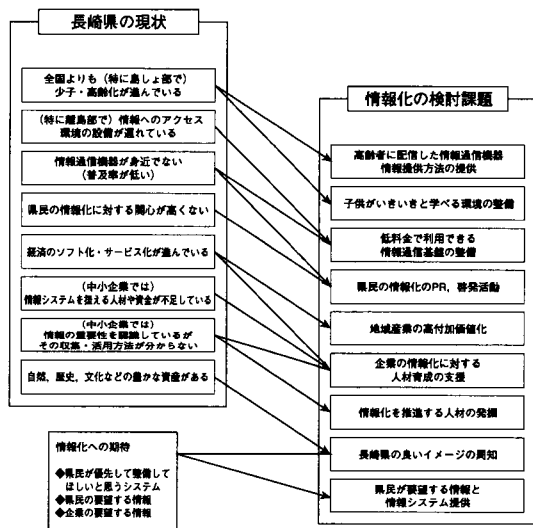 長崎県の現状
全国よりも（特に島しょ部で）
少子・高齢化が進んでいる
（特に離島部で）情報へのアクセス
環境の設備が遅れている
情報通信機器が身近でない
（普及率が低い）
県民の情報化に対する関心が高くない
経済のソフト化・サービス化が進んでいる
（中小企業では）
情報システムを扱える人材や資金が不足している
（中小企業では）
情報の重要性を認識しているが
その収集・活用方法が分からない
自然，歴史，文化などの豊かな資産がある
情報化への期待
◆県民が優先して整備して
ほしいと思うシステム
◆県民の要望する情報
◆企業の要望する情報
情報化の検討課題
高齢者に配信した情報通信機器
情報提供方法の提供
子供がいきいきと学べる環境の整備
低料金で利用できる
情報通信基盤の整備
県民の情報化のPR，啓発活動
地域産業の高付加価値化
企業の情報化に対する
人材育成の支援
情報化を推進する人材の発掘
長崎県の良いイメージの周知
県民が要望する情報と
情報システム提供